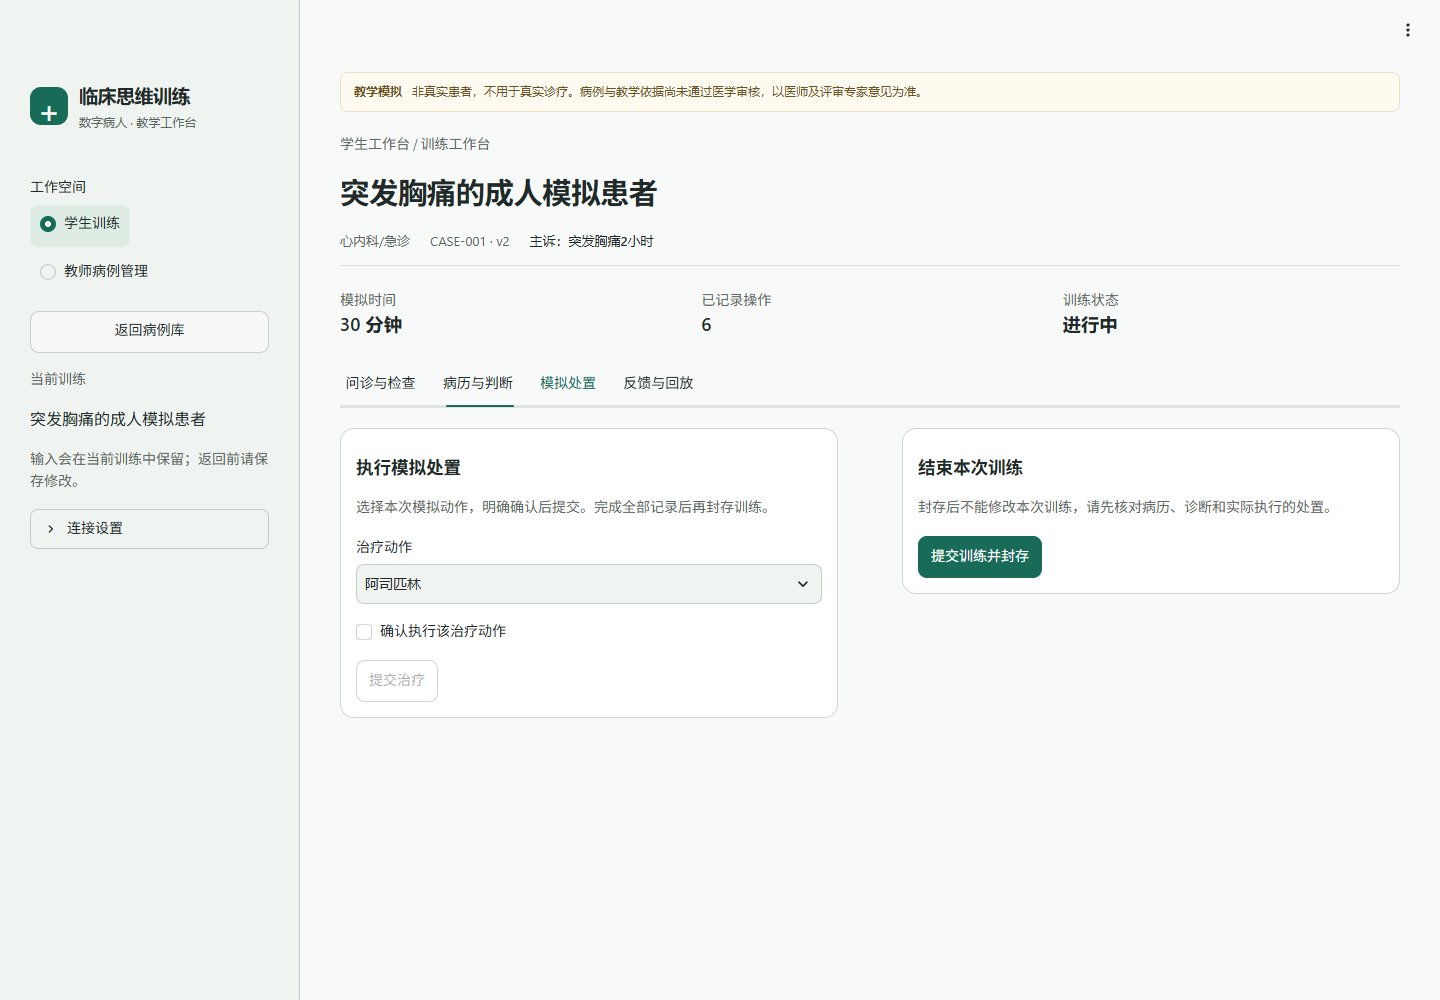 临床思维训练
数字病人 · 教学工作台
工作空间
学生训练
教师病例管理
返回病例库
当前训练
突发胸痛的成人模拟患者
输入会在当前训练中保留；返回前请保
存修改。
连接设置
教学模拟 非真实患者，不用于真实诊疗。病例与教学依据尚未通过医学审核，以医师及评审专家意见为准。
学生工作台 / 训练工作台
突发胸痛的成人模拟患者
心内科/急诊 CASE-001 · v2 主诉：突发胸痛2小时
模拟时间
30 分钟
已记录操作
6
训练状态
进行中
问诊与检查 病历与判断 模拟处置 反馈与回放
执行模拟处置
选择本次模拟动作，明确确认后提交。完成全部记录后再封存训练。
治疗动作
阿司匹林
确认执行该治疗动作
提交治疗
结束本次训练
封存后不能修改本次训练，请先核对病历、诊断和实际执行的处置。
提交训练并封存